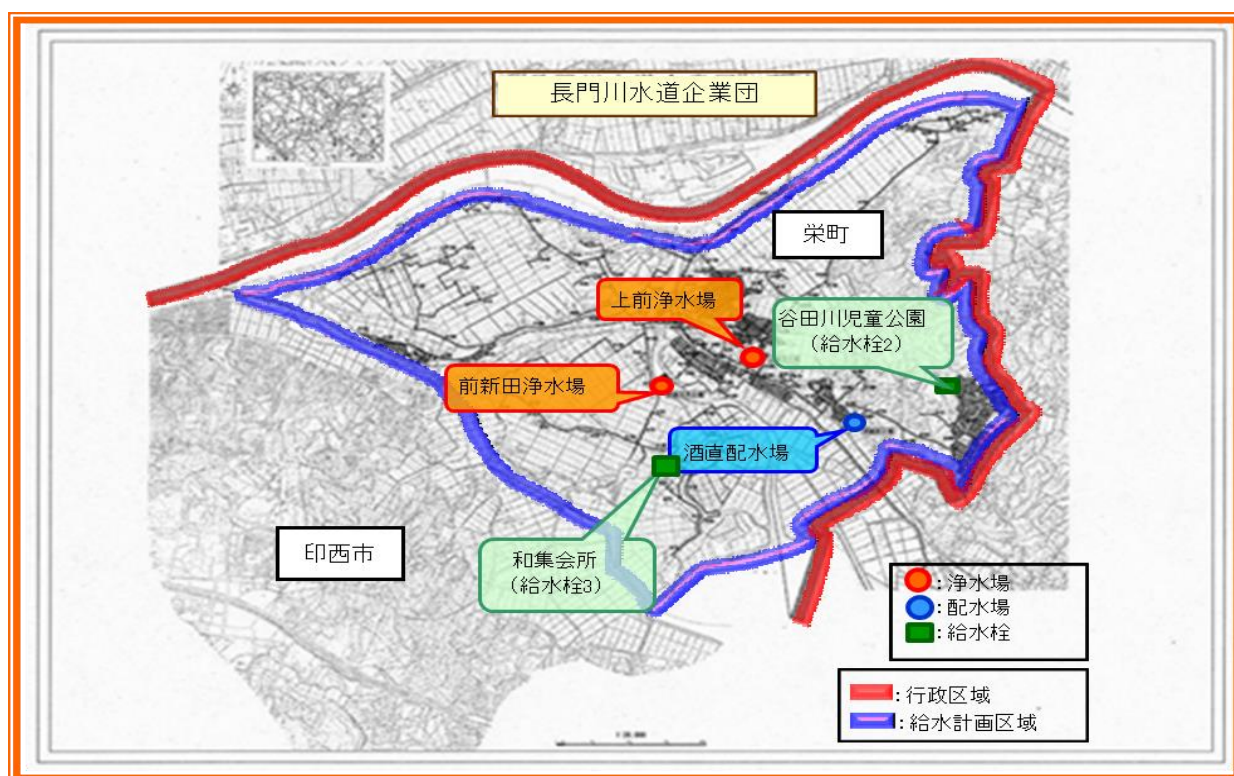 長門川水道企業団
栄町
上前浄水場
谷田川児童公園
（給水栓2）
前新田浄水場
酒直配水場
印西市
和集会所
（給水栓3）
：浄水場
：配水場
：給水栓
：行政区域
：給水計画区域